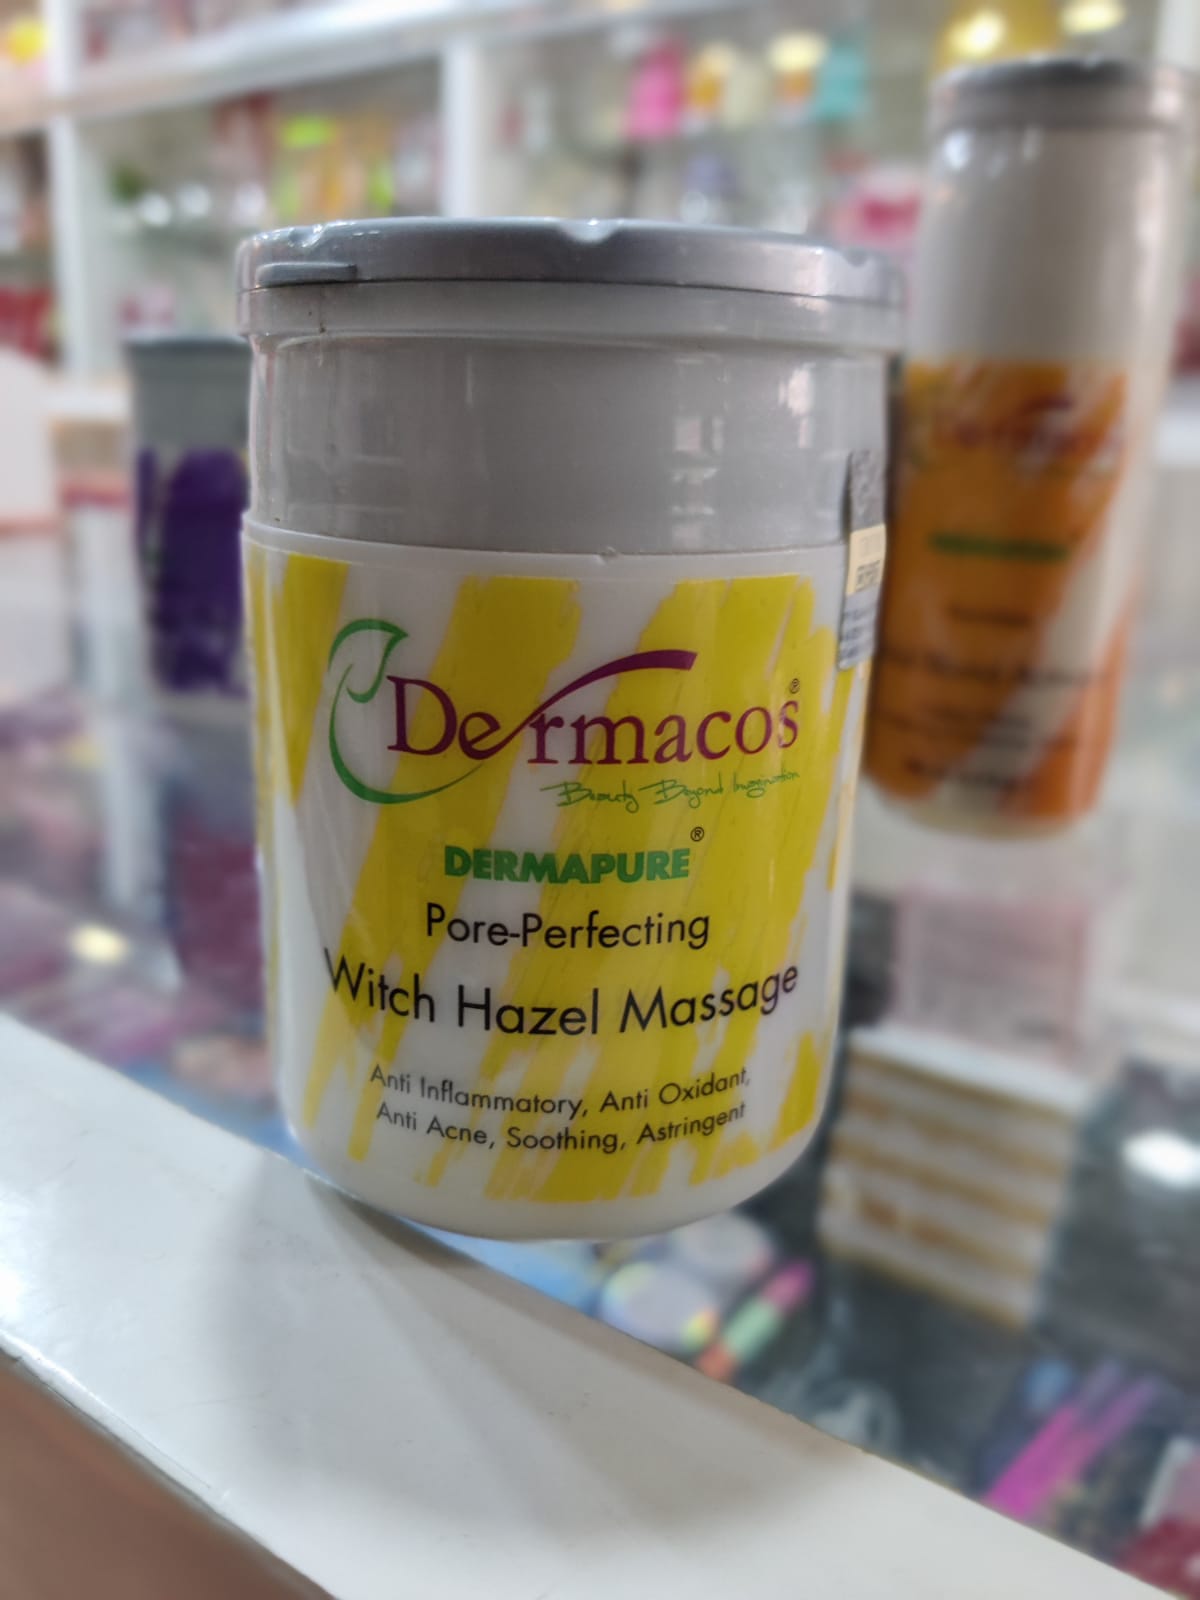 Dermacos®
Beauty Beyond Imagination
DERMAPURE®
Pore-Perfecting
Witch Hazel Massage
Anti Inflammatory, Anti Oxidant,
Anti Acne, Soothing, Astringent